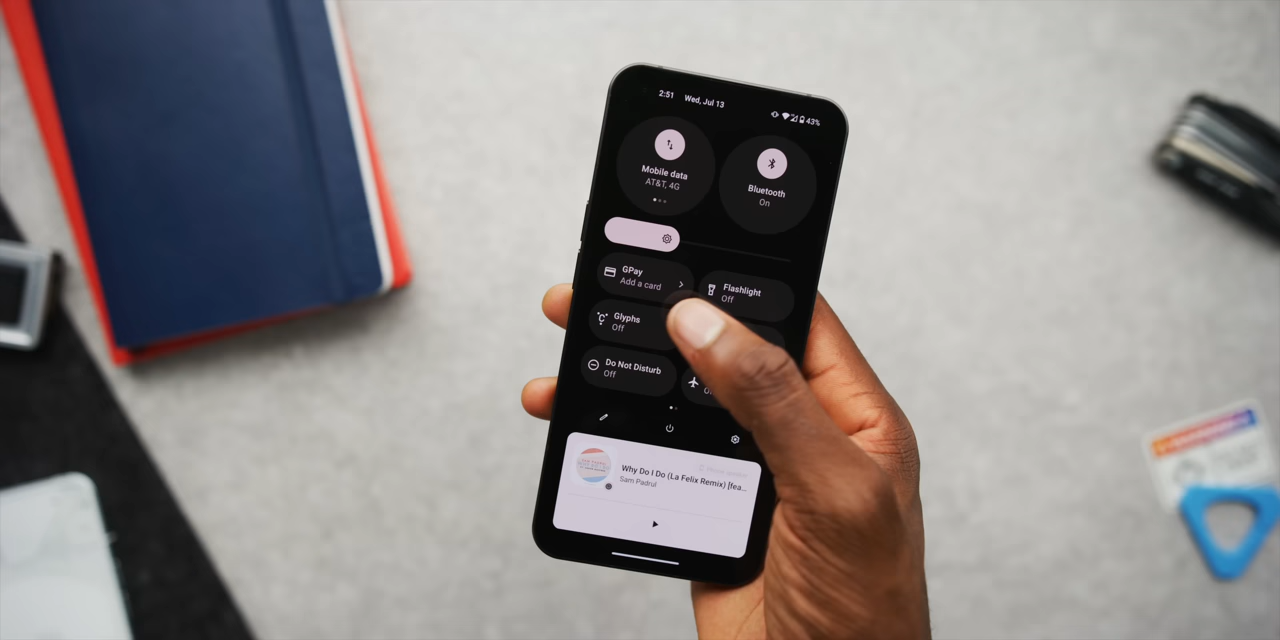 2:51 Wed, Jul 13
43%
Mobile data
AT&T, 4G
Bluetooth
On
GPay
Add a card
Flashlight
Off
Glyphs
Off
Do Not Disturb
Off
Why Do I Do (La Felix Remix) [fea...
Sam Padrul